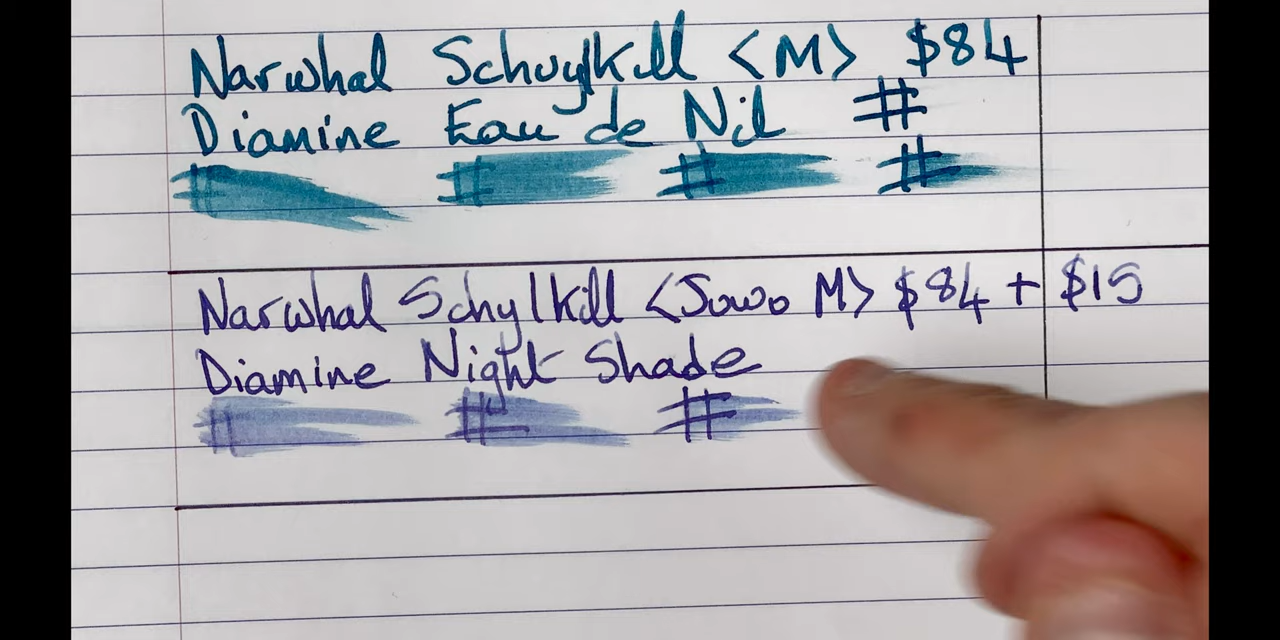 Narwhal Schuylkill <M> $84
Diamine Eau de Nil #
# # # #
Narwhal Schylkill <Jowo M> $84 + $15
Diamine Night Shade
# # #